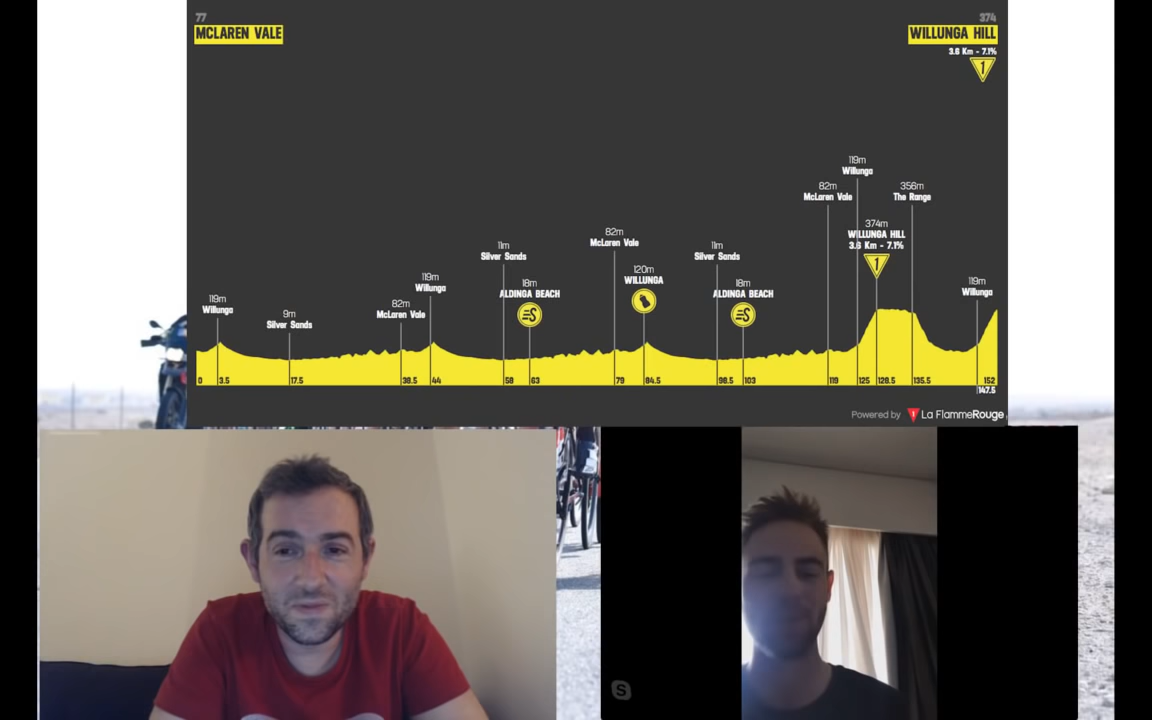 77
MCLAREN VALE
374
WILLUNGA HILL
3.6 Km - 7.1%
1
119m
Willunga
82m
McLaren Vale
356m
The Range
374m
WILLUNGA HILL
3.6 Km - 7.1%
1
82m
McLaren Vale
11m
Silver Sands
11m
Silver Sands
120m
WILLUNGA
119m
Willunga
18m
ALDINGA BEACH
S
18m
ALDINGA BEACH
S
119m
Willunga
119m
Willunga
82m
McLaren Vale
9m
Silver Sands
0
3.5
17.5
38.5
44
58
63
79
84.5
98.5
103
119
125
128.5
135.5
152
147.5
Powered by La FlammeRouge
S